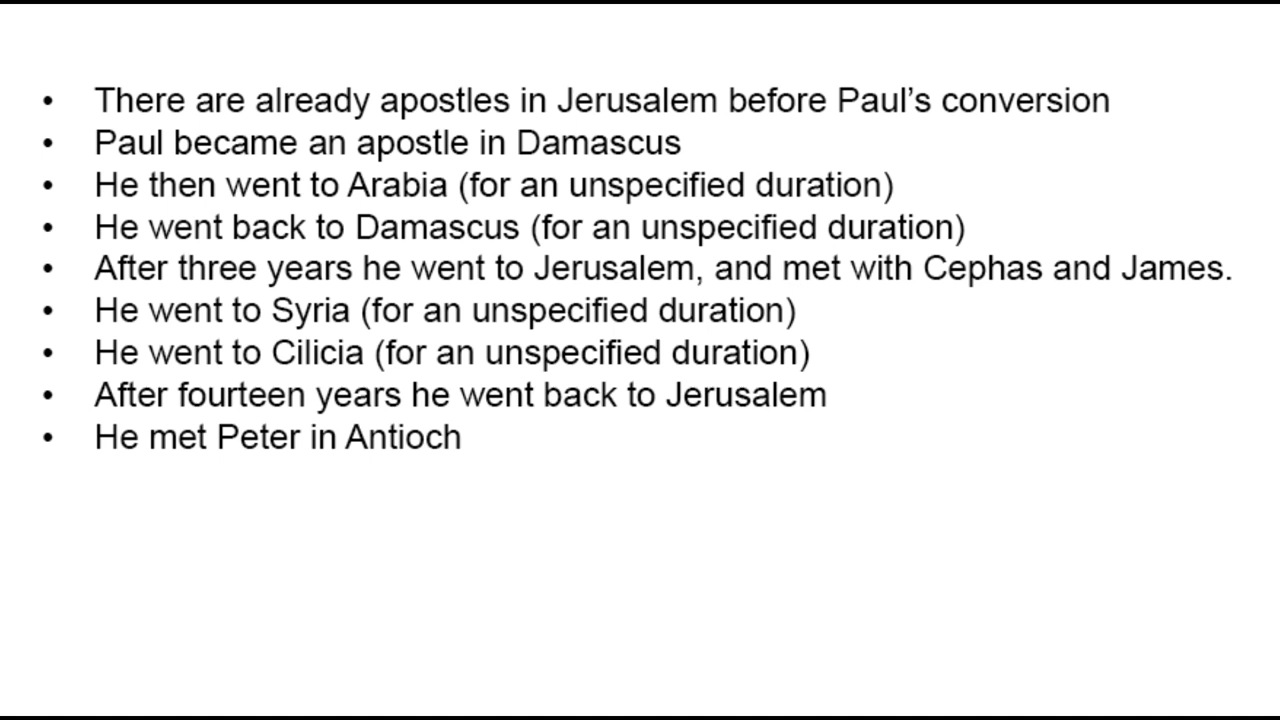 • There are already apostles in Jerusalem before Paul’s conversion
• Paul became an apostle in Damascus
• He then went to Arabia (for an unspecified duration)
• He went back to Damascus (for an unspecified duration)
• After three years he went to Jerusalem, and met with Cephas and James.
• He went to Syria (for an unspecified duration)
• He went to Cilicia (for an unspecified duration)
• After fourteen years he went back to Jerusalem
• He met Peter in Antioch